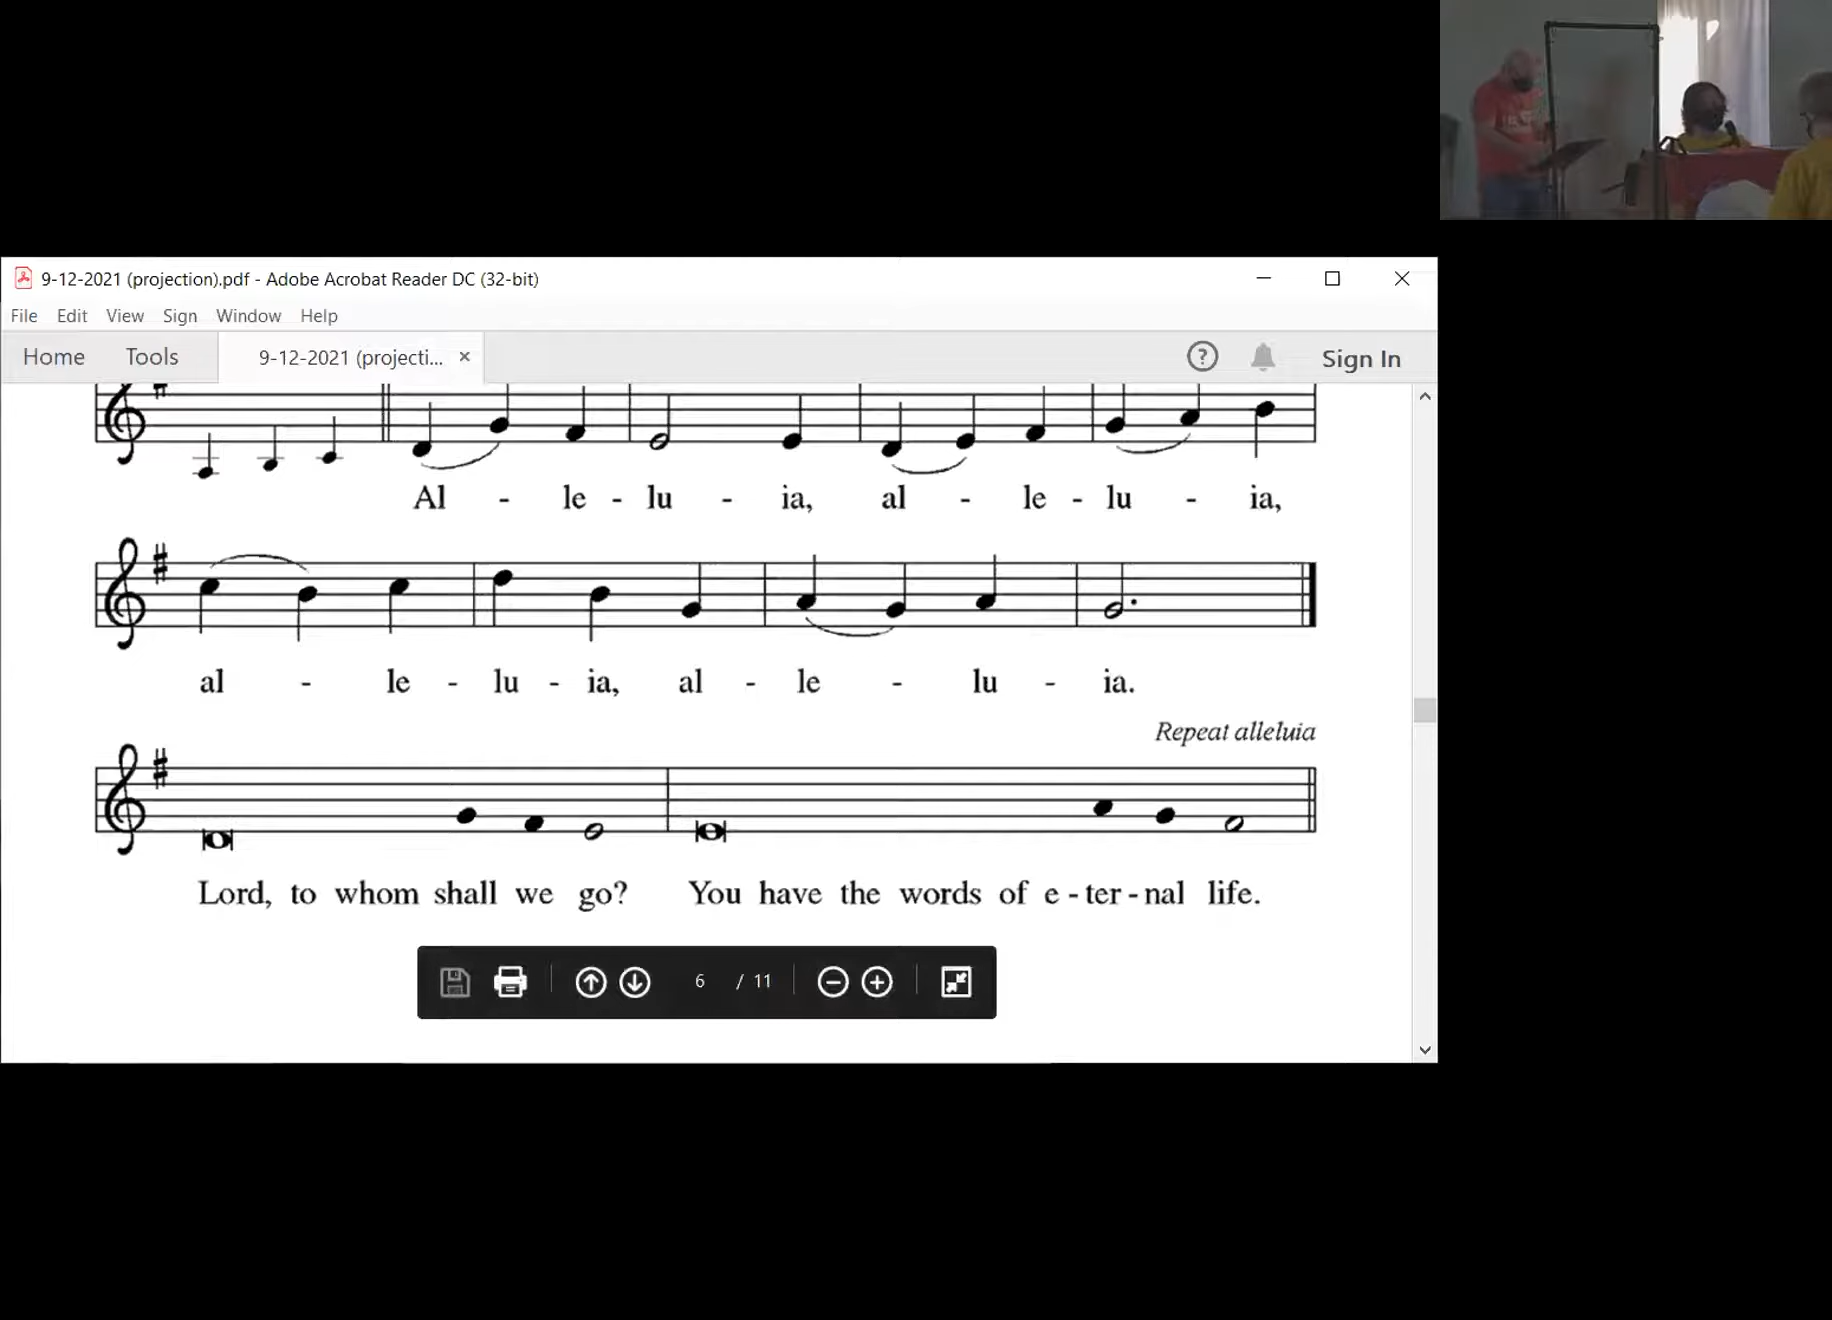 9-12-2021 (projection).pdf - Adobe Acrobat Reader DC (32-bit)
File Edit View Sign Window Help
Home Tools 9-12-2021 (projecti... × ? Sign In
Al - le - lu - ia, al - le - lu - ia,
al - le - lu - ia, al - le - lu - ia.
Repeat alleluia
Lord, to whom shall we go? You have the words of e - ter - nal life.
6 / 11